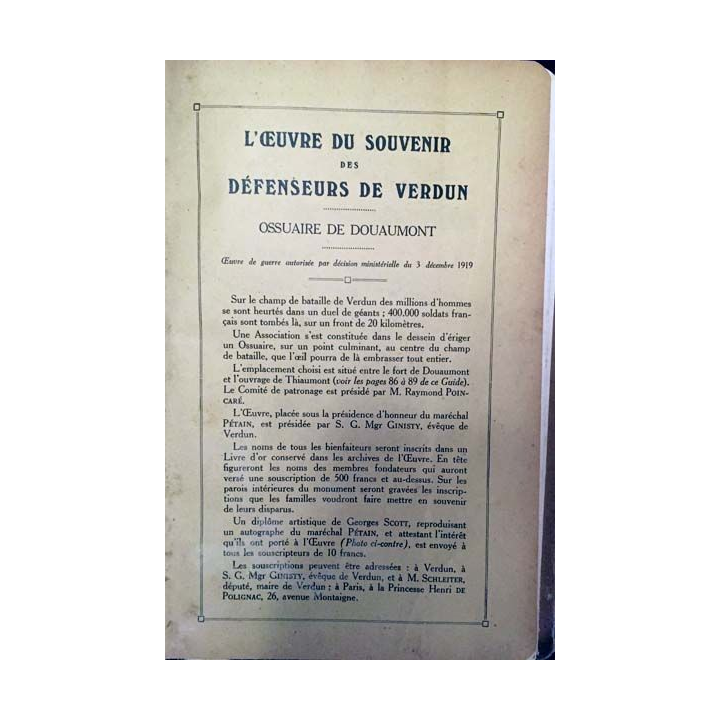 L'ŒUVRE DU SOUVENIR
DES
DÉFENSEURS DE VERDUN
OSSUAIRE DE DOUAUMONT
Œuvre de guerre autorisée par décision ministérielle du 3 décembre 1919
Sur le champ de bataille de Verdun des millions d'hommes
se sont heurtés dans un duel de géants ; 400.000 soldats fran-
çais sont tombés là, sur un front de 20 kilomètres.
Une Association s'est constituée dans le dessein d'ériger
un Ossuaire, sur un point culminant, au centre du champ
de bataille, que l'œil pourra de là embrasser tout entier.
L'emplacement choisi est situé entre le fort de Douaumont
et l'ouvrage de Thiaumont (voir les pages 86 à 89 de ce Guide).
Le Comité de patronage est présidé par M. Raymond POIN-
CARÉ.
L'Œuvre, placée sous la présidence d'honneur du maréchal
PÉTAIN, est présidée par S. G. Mgr GINISTY, évêque de
Verdun.
Les noms de tous les bienfaiteurs seront inscrits dans un
Livre d'or conservé dans les archives de l'Œuvre. En tête
figureront les noms des membres fondateurs qui auront
versé une souscription de 500 francs et au-dessus. Sur les
parois intérieures du monument seront gravées les inscrip-
tions que les familles voudront faire mettre en souvenir
de leurs disparus.
Un diplôme artistique de Georges SCOTT, reproduisant
un autographe du maréchal PÉTAIN, et attestant l'intérêt
qu'ils ont porté à l'Œuvre (Photo ci-contre), est envoyé à
tous les souscripteurs de 10 francs.
Les souscriptions peuvent être adressées : à Verdun, à
S. G. Mgr GINISTY, évêque de Verdun, et à M. SCHLEITER,
député, maire de Verdun ; à Paris, à la Princesse Henri DE
POLIGNAC, 26, avenue Montaigne.